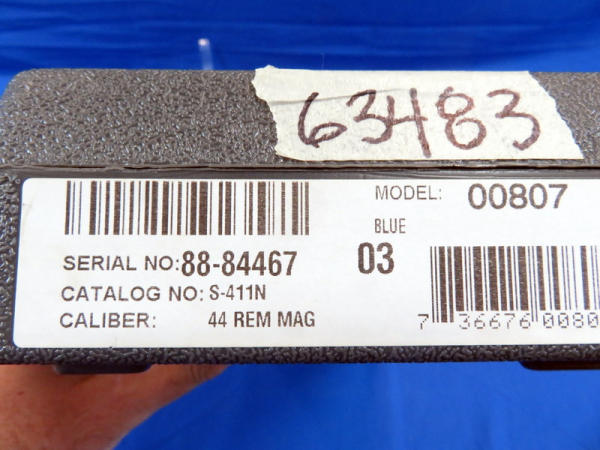 63483
MODEL: 00807
BLUE
03
SERIAL NO: 88-84467
CATALOG NO: S-411N
CALIBER: 44 REM MAG
7 36676 0080